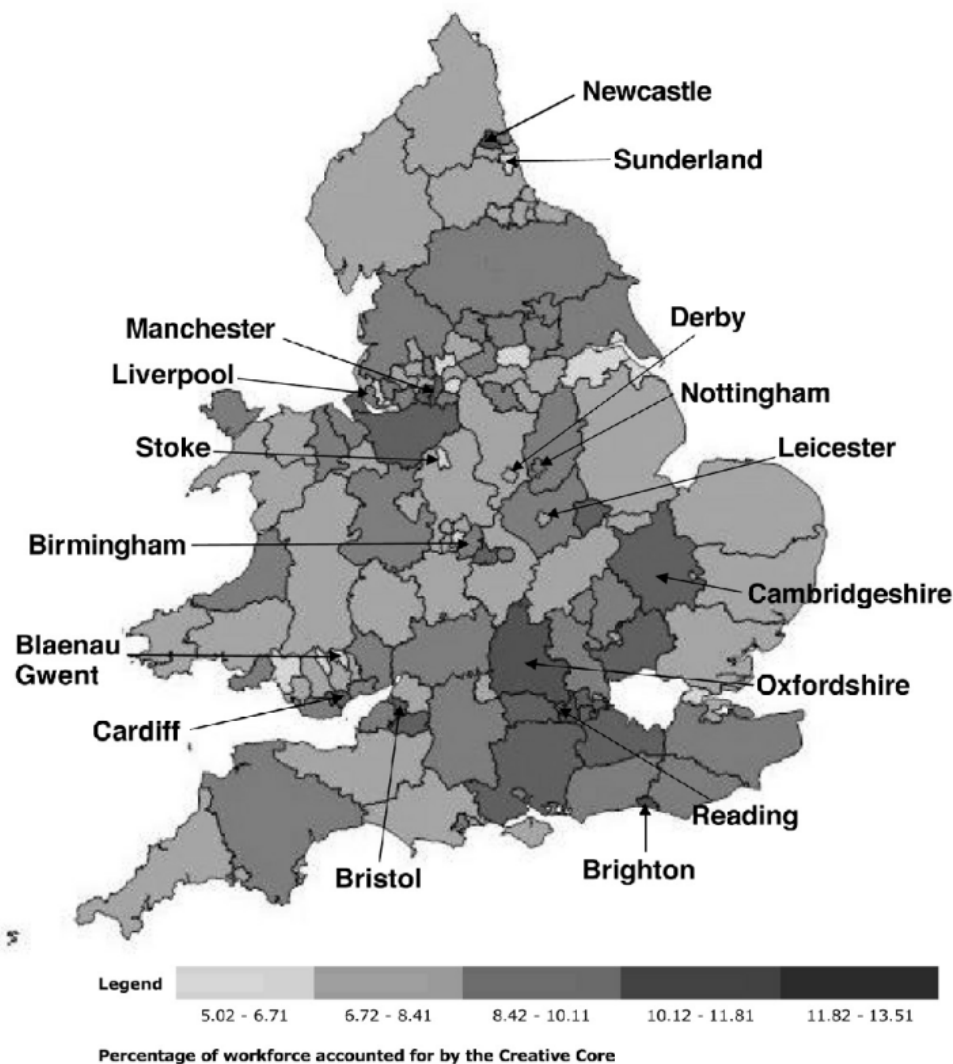 Newcastle
Sunderland
Derby
Manchester
Liverpool
Nottingham
Stoke
Leicester
Birmingham
Cambridgeshire
Blaenau
Gwent
Oxfordshire
Cardiff
Reading
Bristol
Brighton
Legend
5.02 - 6.71 6.72 - 8.41 8.42 - 10.11 10.12 - 11.81 11.82 - 13.51
Percentage of workforce accounted for by the Creative Core